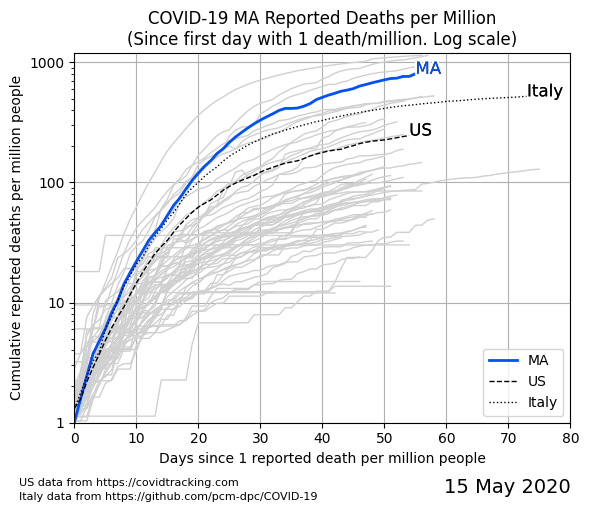 COVID-19 MA Reported Deaths per Million
(Since first day with 1 death/million. Log scale)
Cumulative reported deaths per million people
1000
100
10
1
MA
Italy
US
MA
US
Italy
0 10 20 30 40 50 60 70 80
Days since 1 reported death per million people
US data from https://covidtracking.com
Italy data from https://github.com/pcm-dpc/COVID-19
15 May 2020